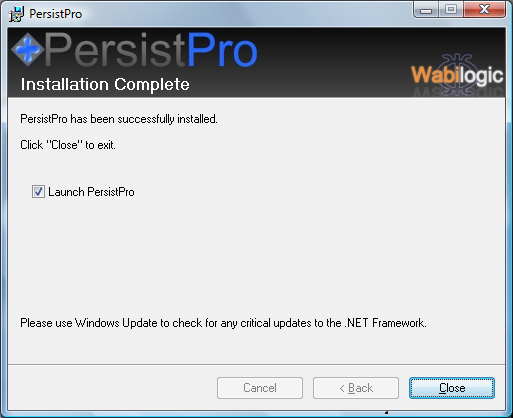 PersistPro
PersistPro
Wabilogic
Installation Complete
PersistPro has been successfully installed.
Click "Close" to exit.
Launch PersistPro
Please use Windows Update to check for any critical updates to the .NET Framework.
Cancel
< Back
Close